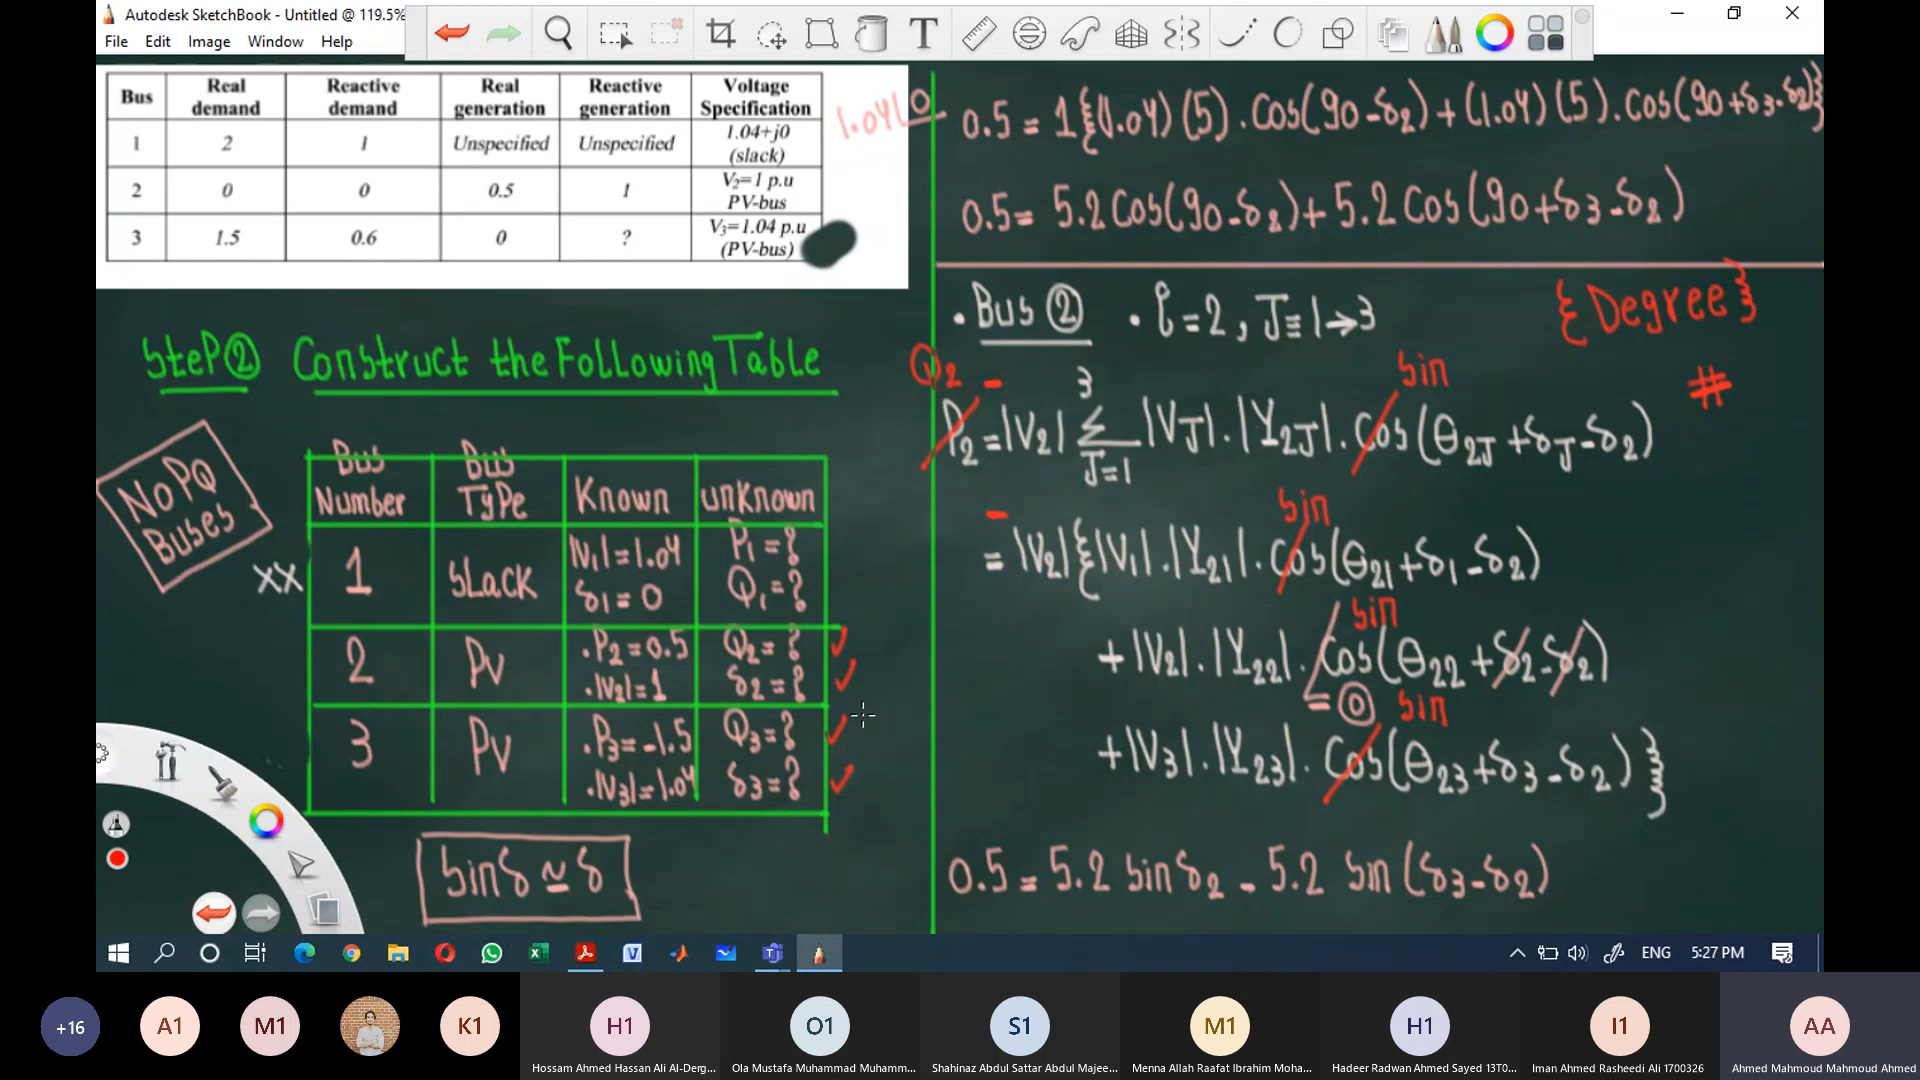 Autodesk SketchBook - Untitled @ 119.5%
File Edit Image Window Help
Bus Real demand Reactive demand Real generation Reactive generation Voltage Specification
1 2 1 Unspecified Unspecified 1.04+j0 (slack)
2 0 0 0.5 1 V₂=1 p.u PV-bus
3 1.5 0.6 0 ? V₃=1.04 p.u (PV-bus)
1.04∠0
SteP② Construct the Following Table
No PQ
Buses
XX
Bus Number Bus TyPe Known unKnown
1 sLack |V1|=1.04 δ1=0 P1=? Q1=?
2 Pv .P2=0.5 .|V2|=1 Q2=? δ2=? ✓ ✓
3 Pv .P3=-1.5 .|V3|=1.04 Q3=? δ3=? ✓ ✓
Sinδ ≃ δ
0.5 = 1{(1.04)(5).Cos(90-δ2)+(1.04)(5).Cos(90+δ3-δ2)}
0.5 = 5.2Cos(90-δ2)+5.2Cos(90+δ3-δ2)
.Bus ② .i=2, J=1→3 {Degree}
#
Q2 - Sin
P2=|V2| 3 Σ J=1 |VJ|.|Y2J|.Cos(θ2J+δJ-δ2)
- Sin
=|V2|{|V1|.|Y21|.Cos(θ21+δ1-δ2)
Sin
+|V2|.|Y22|.Cos(θ22+δ2-δ2)
=0 Sin
+|V3|.|Y23|.Cos(θ23+δ3-δ2)}
0.5 = 5.2 Sinδ2 - 5.2 Sin(δ3-δ2)
ENG 5:27 PM
+16 A1 M1 K1 H1 O1 S1 M1 H1 I1 AA
Hossam Ahmed Hassan Ali Al-Derg... Ola Mustafa Muhammad Muhamm... Shahinaz Abdul Sattar Abdul Majee... Menna Allah Raafat Ibrahim Moha... Hadeer Radwan Ahmed Sayed 13T0... Iman Ahmed Rasheedi Ali 1700326 Ahmed Mahmoud Mahmoud Ahmed